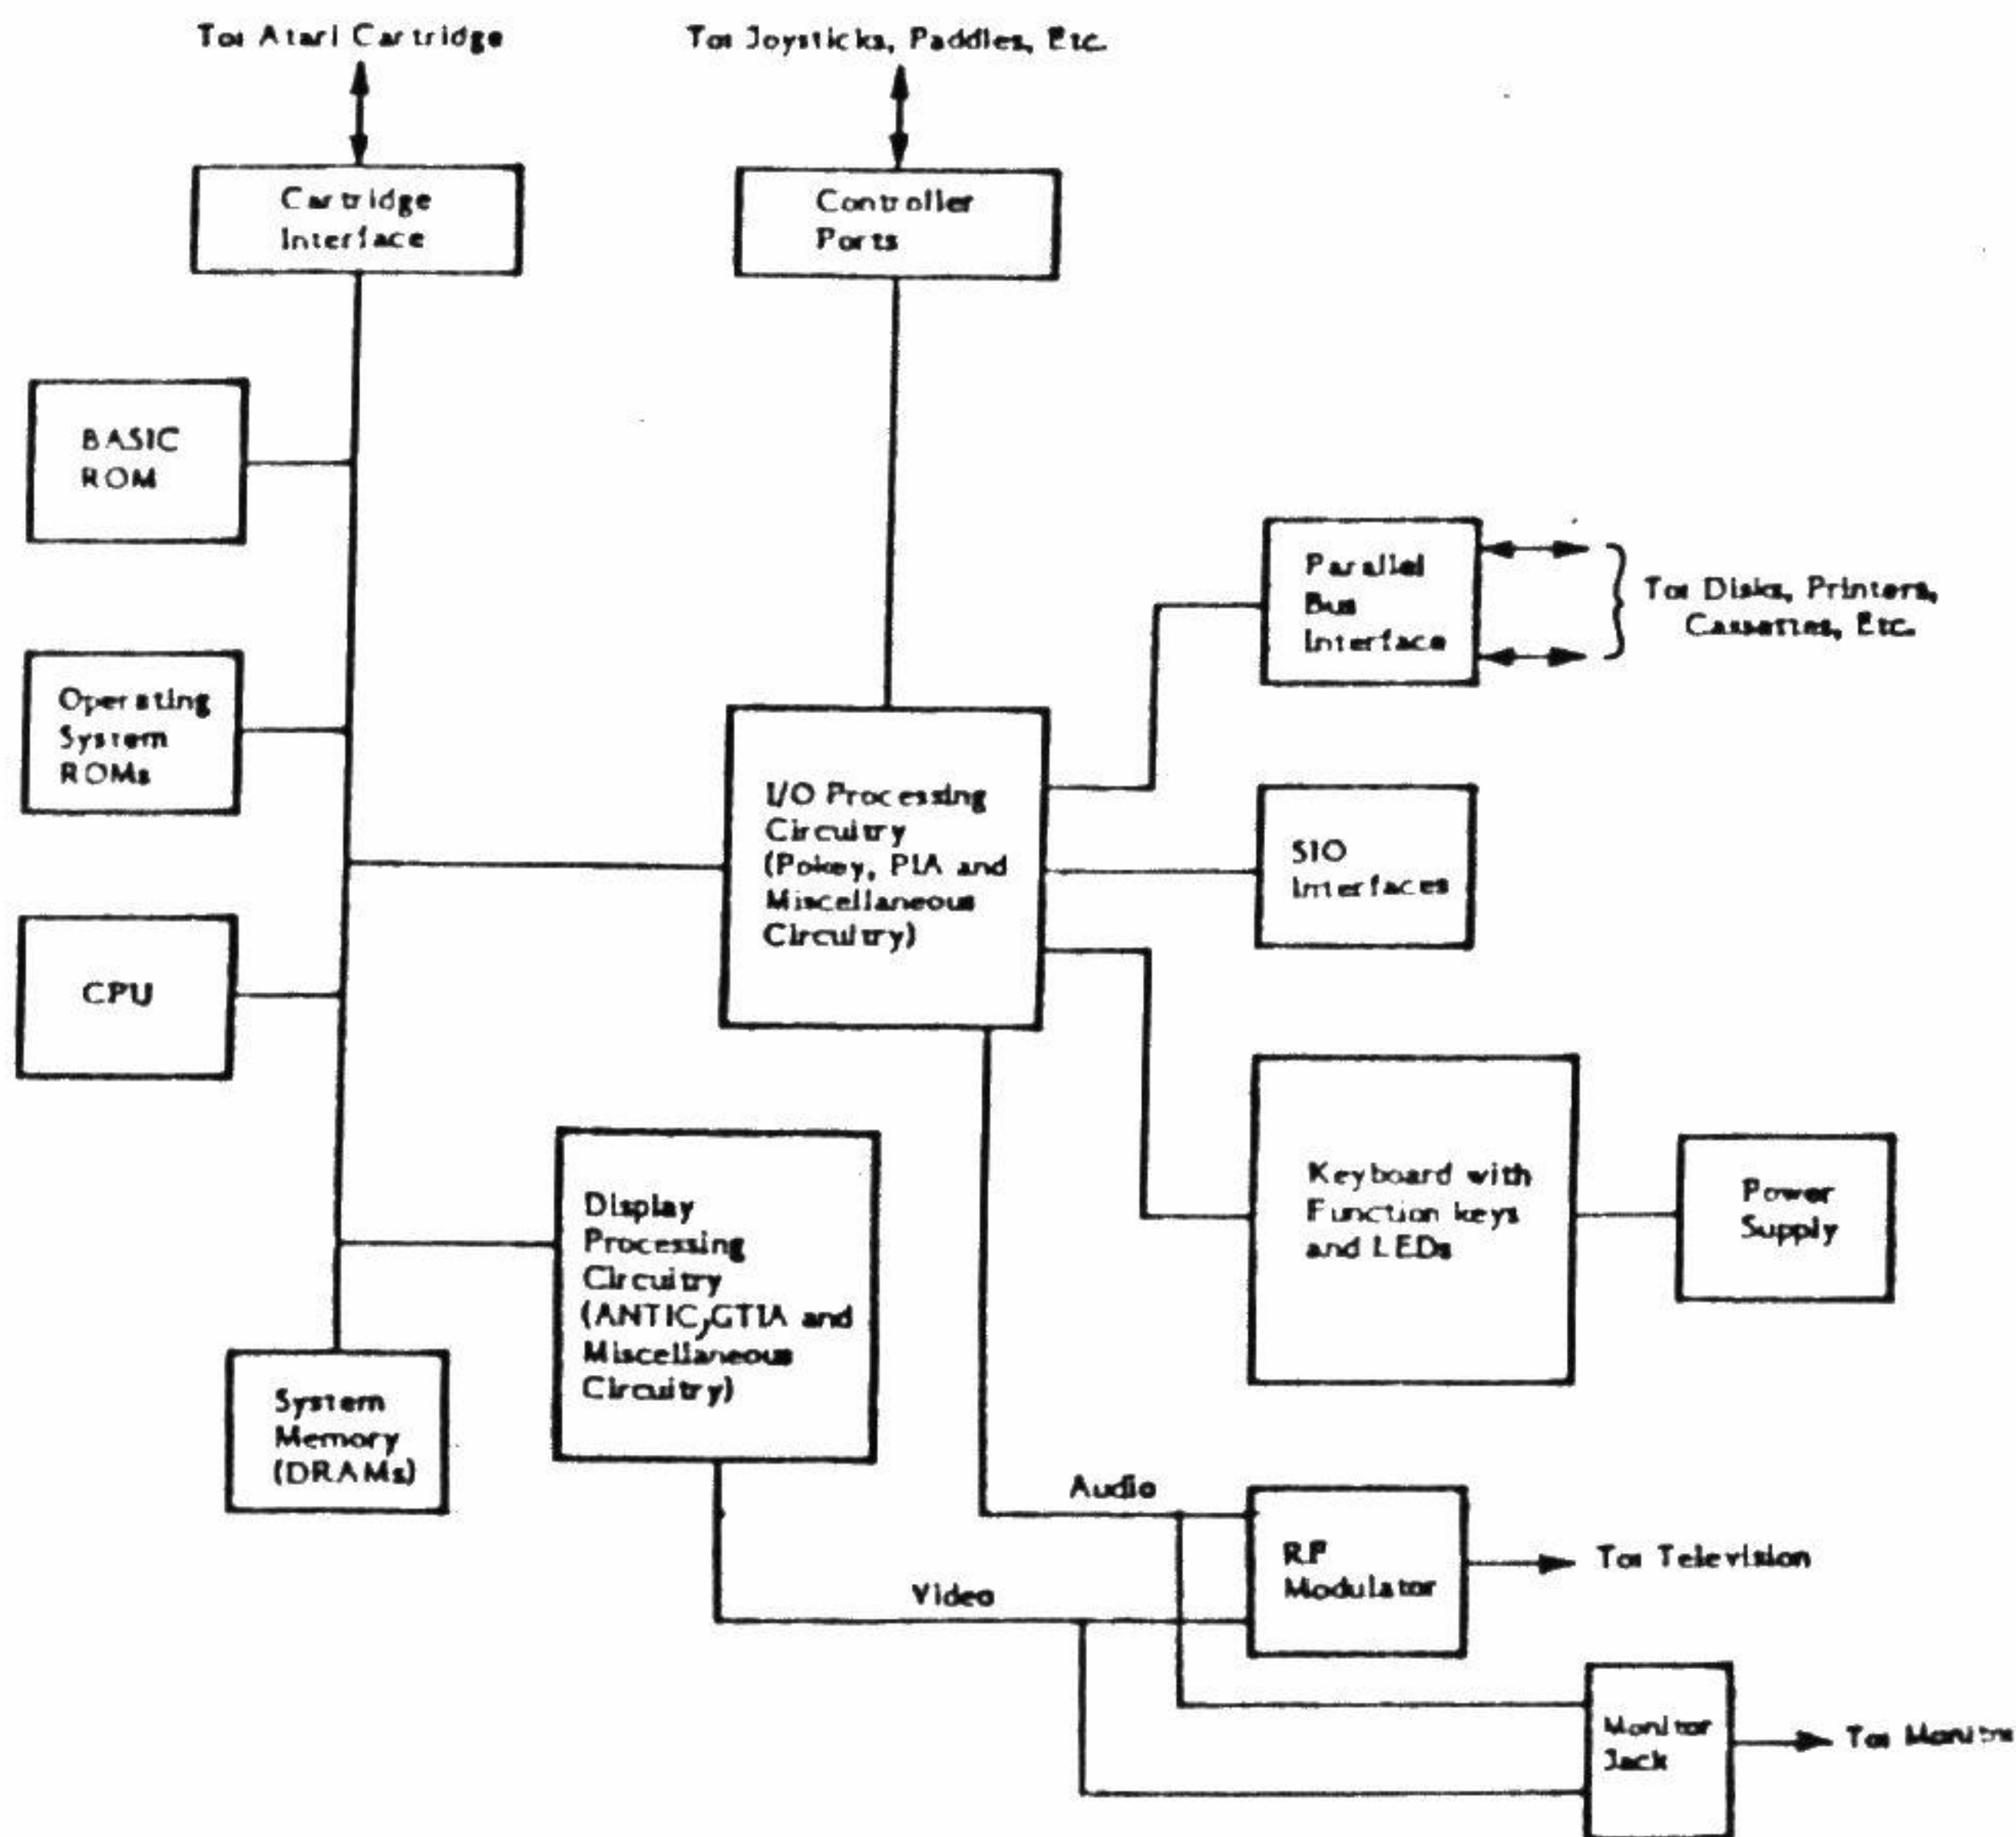 To: Atari Cartridge
To: Joysticks, Paddles, Etc.
Cartridge
Interface
Controller
Ports
BASIC
ROM
Parallel
Bus
Interface
To: Disks, Printers,
Cassettes, Etc.
Operating
System
ROMs
I/O Processing
Circuitry
(Pokey, PIA and
Miscellaneous
Circuitry)
SIO
Interfaces
CPU
Keyboard with
Function keys
and LEDs
Power
Supply
Display
Processing
Circuitry
(ANTIC,GTIA and
Miscellaneous
Circuitry)
System
Memory
(DRAMs)
Audio
RF
Modulator
To: Television
Video
Monitor
Jack
To: Monitor